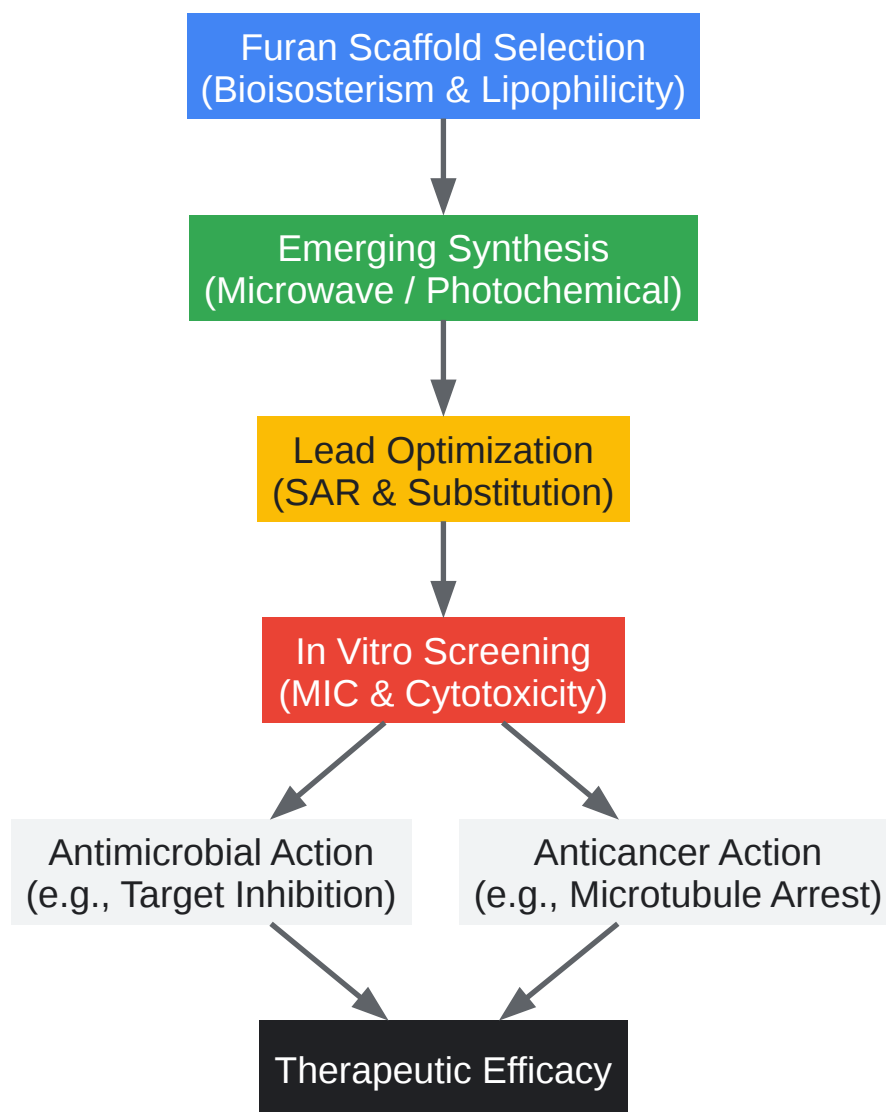 Furan Scaffold Selection
(Bioisosterism & Lipophilicity)
Emerging Synthesis
(Microwave / Photochemical)
Lead Optimization
(SAR & Substitution)
In Vitro Screening
(MIC & Cytotoxicity)
Antimicrobial Action
(e.g., Target Inhibition)
Anticancer Action
(e.g., Microtubule Arrest)
Therapeutic Efficacy